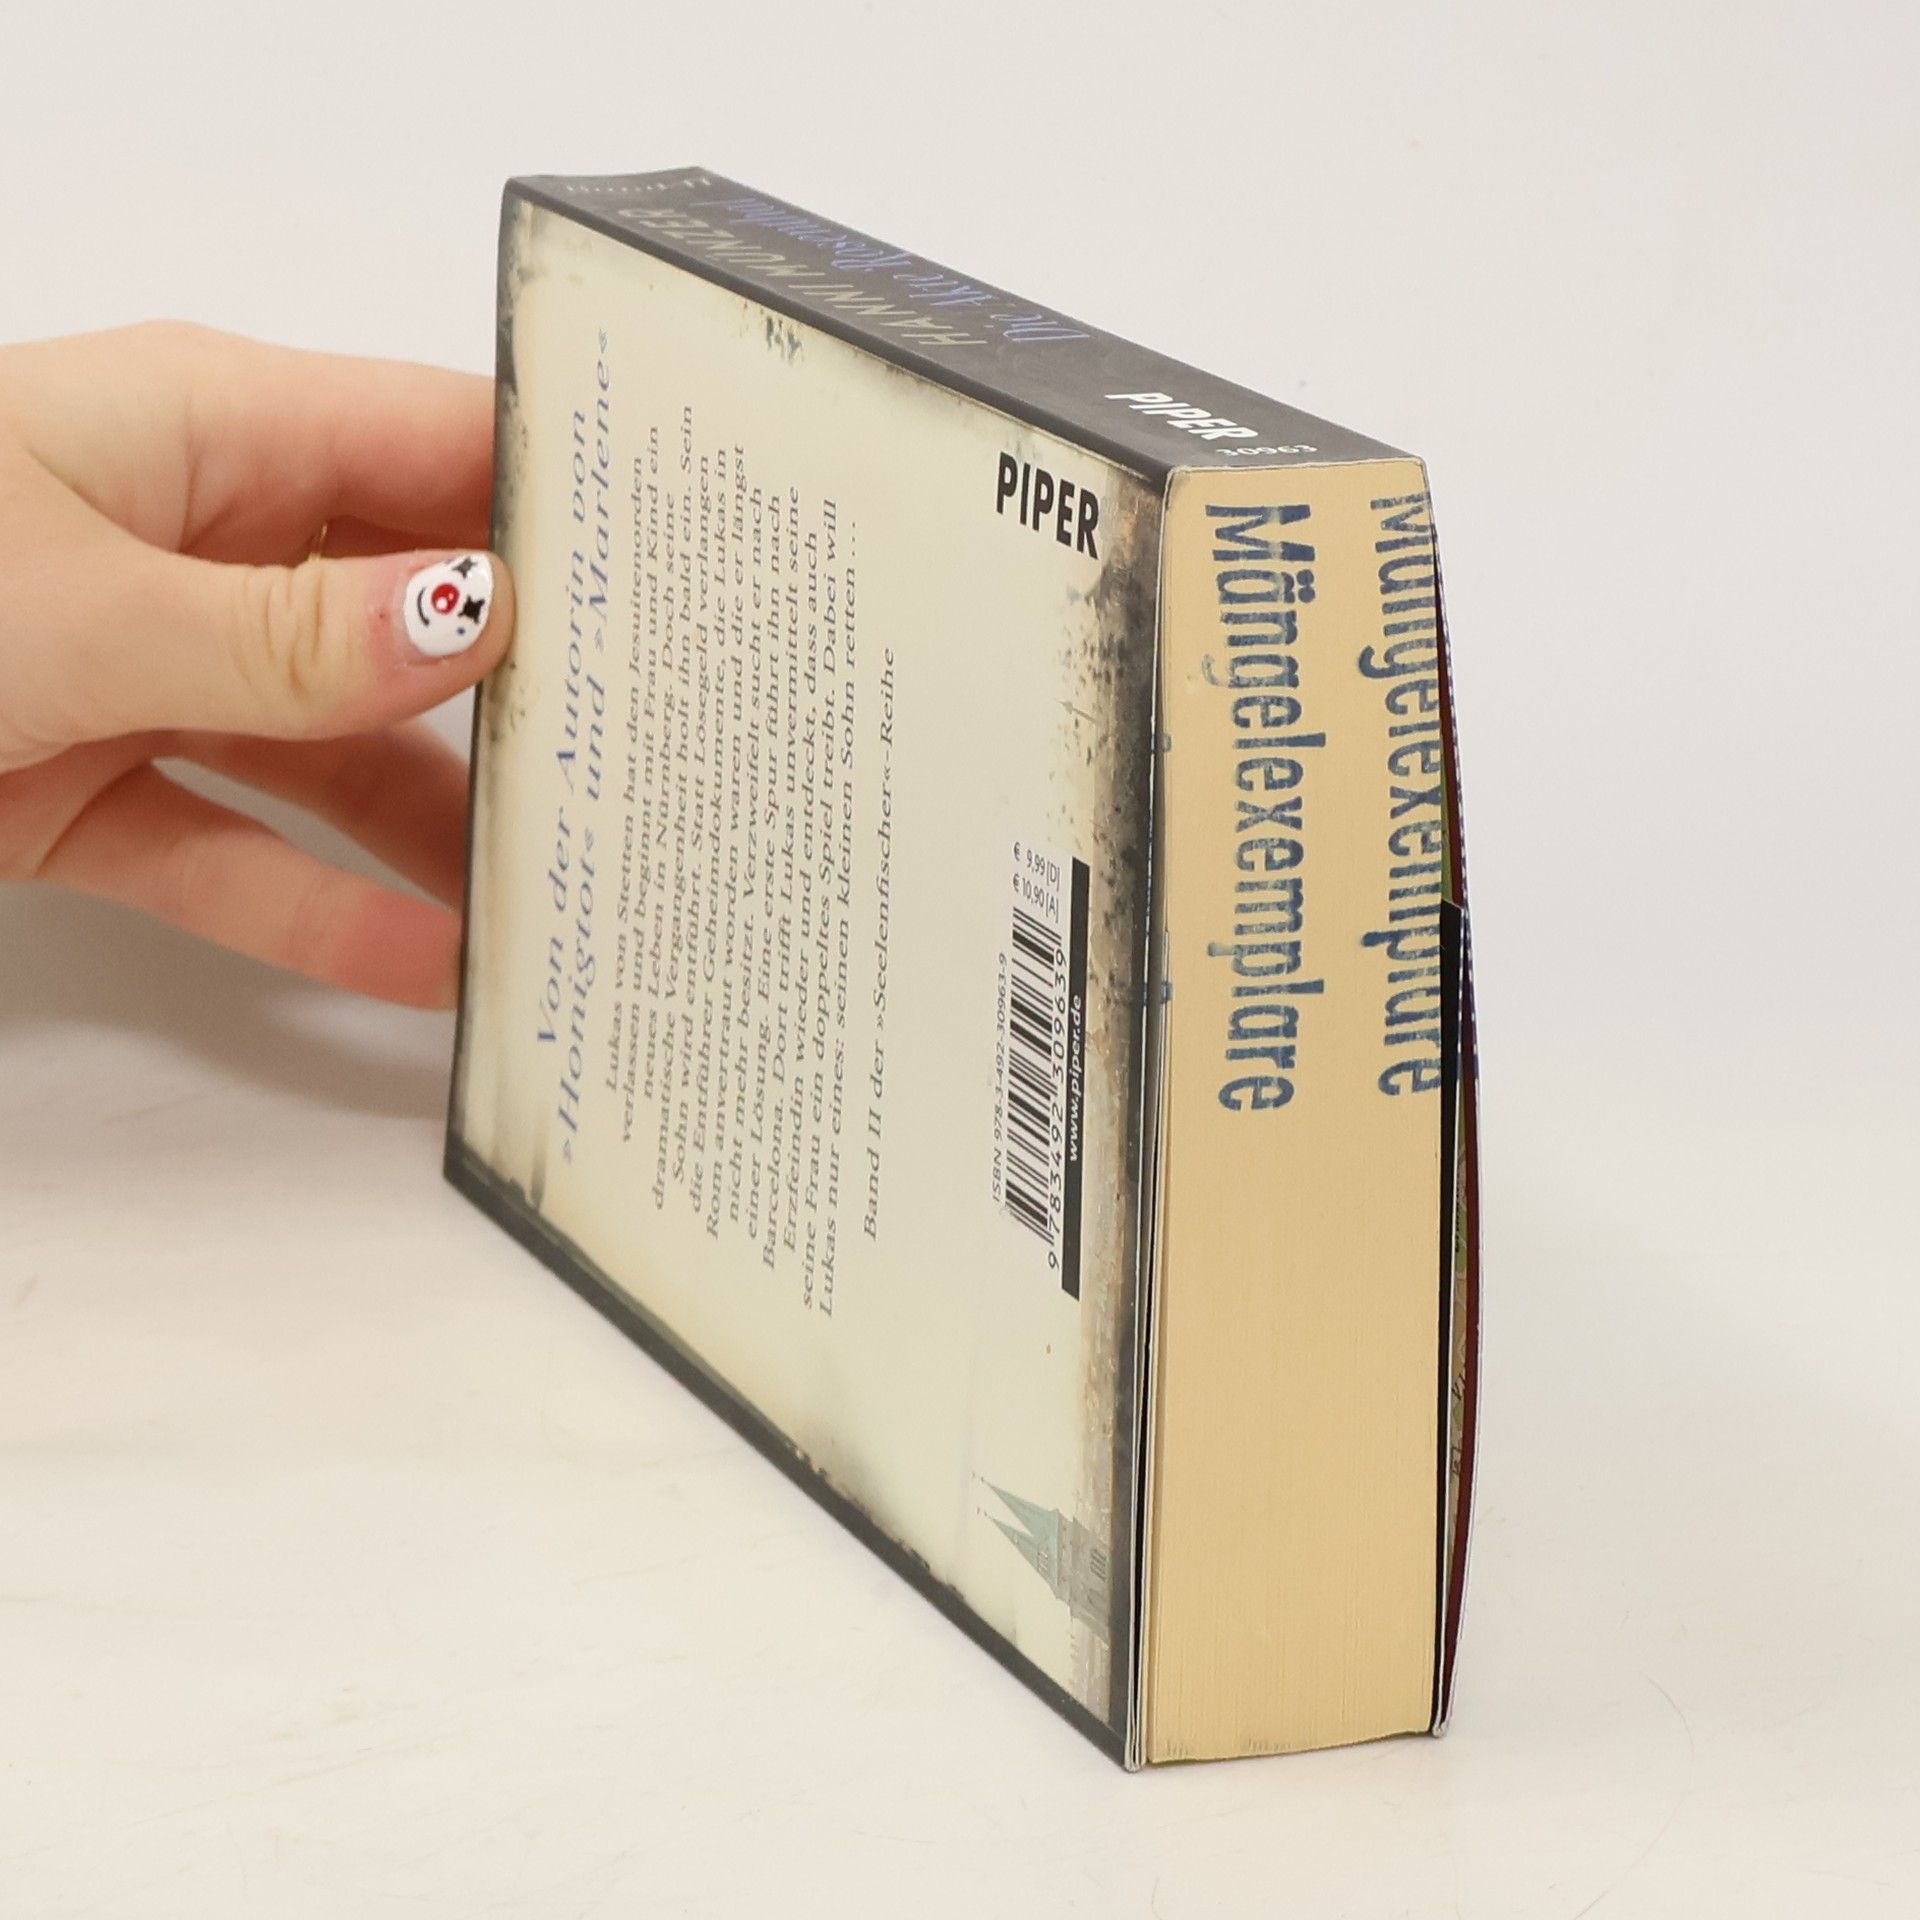 HANNI MÜNZER
Die Akte Rosenthal
PIPER
30963
Von der Autorin von
»Honigtot« und »Marlene«
Lukas von Stetten hat den Jesuitenorden
verlassen und beginnt mit Frau und Kind ein
neues Leben in Nürnberg. Doch seine
dramatische Vergangenheit holt ihn bald ein. Sein
Sohn wird entführt. Statt Lösegeld verlangen
die Entführer Geheimdokumente, die Lukas in
Rom anvertraut worden waren und die er längst
nicht mehr besitzt. Verzweifelt sucht er nach
einer Lösung. Eine erste Spur führt ihn nach
Barcelona. Dort trifft Lukas unvermittelt seine
Erzfeindin wieder und entdeckt, dass auch
seine Frau ein doppeltes Spiel treibt. Dabei will
Lukas nur eines: seinen kleinen Sohn retten ...
Band II der »Seelenfischer«-Reihe
PIPER
€ 9,99 [D]
€ 10,90 [A]
ISBN 978-3-492-30963-9
9 783492 309639
www.piper.de
Mängelexemplare
Mängelexemplare